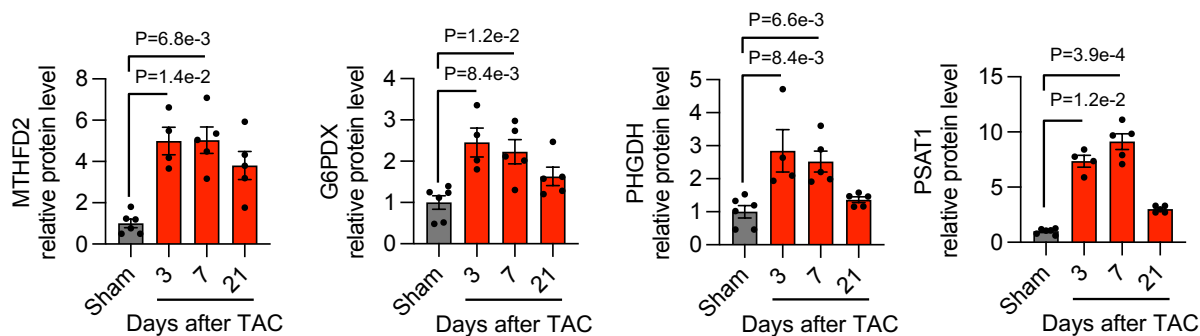 MTHFD2
relative protein level
P=6.8e-3
P=1.4e-2
8
6
4
2
0
Sham
3
7
21
Days after TAC
G6PDX
relative protein level
P=1.2e-2
P=8.4e-3
4
3
2
1
0
Sham
3
7
21
Days after TAC
PHGDH
relative protein level
P=6.6e-3
P=8.4e-3
5
4
3
2
1
0
Sham
3
7
21
Days after TAC
PSAT1
relative protein level
P=3.9e-4
P=1.2e-2
15
10
5
0
Sham
3
7
21
Days after TAC